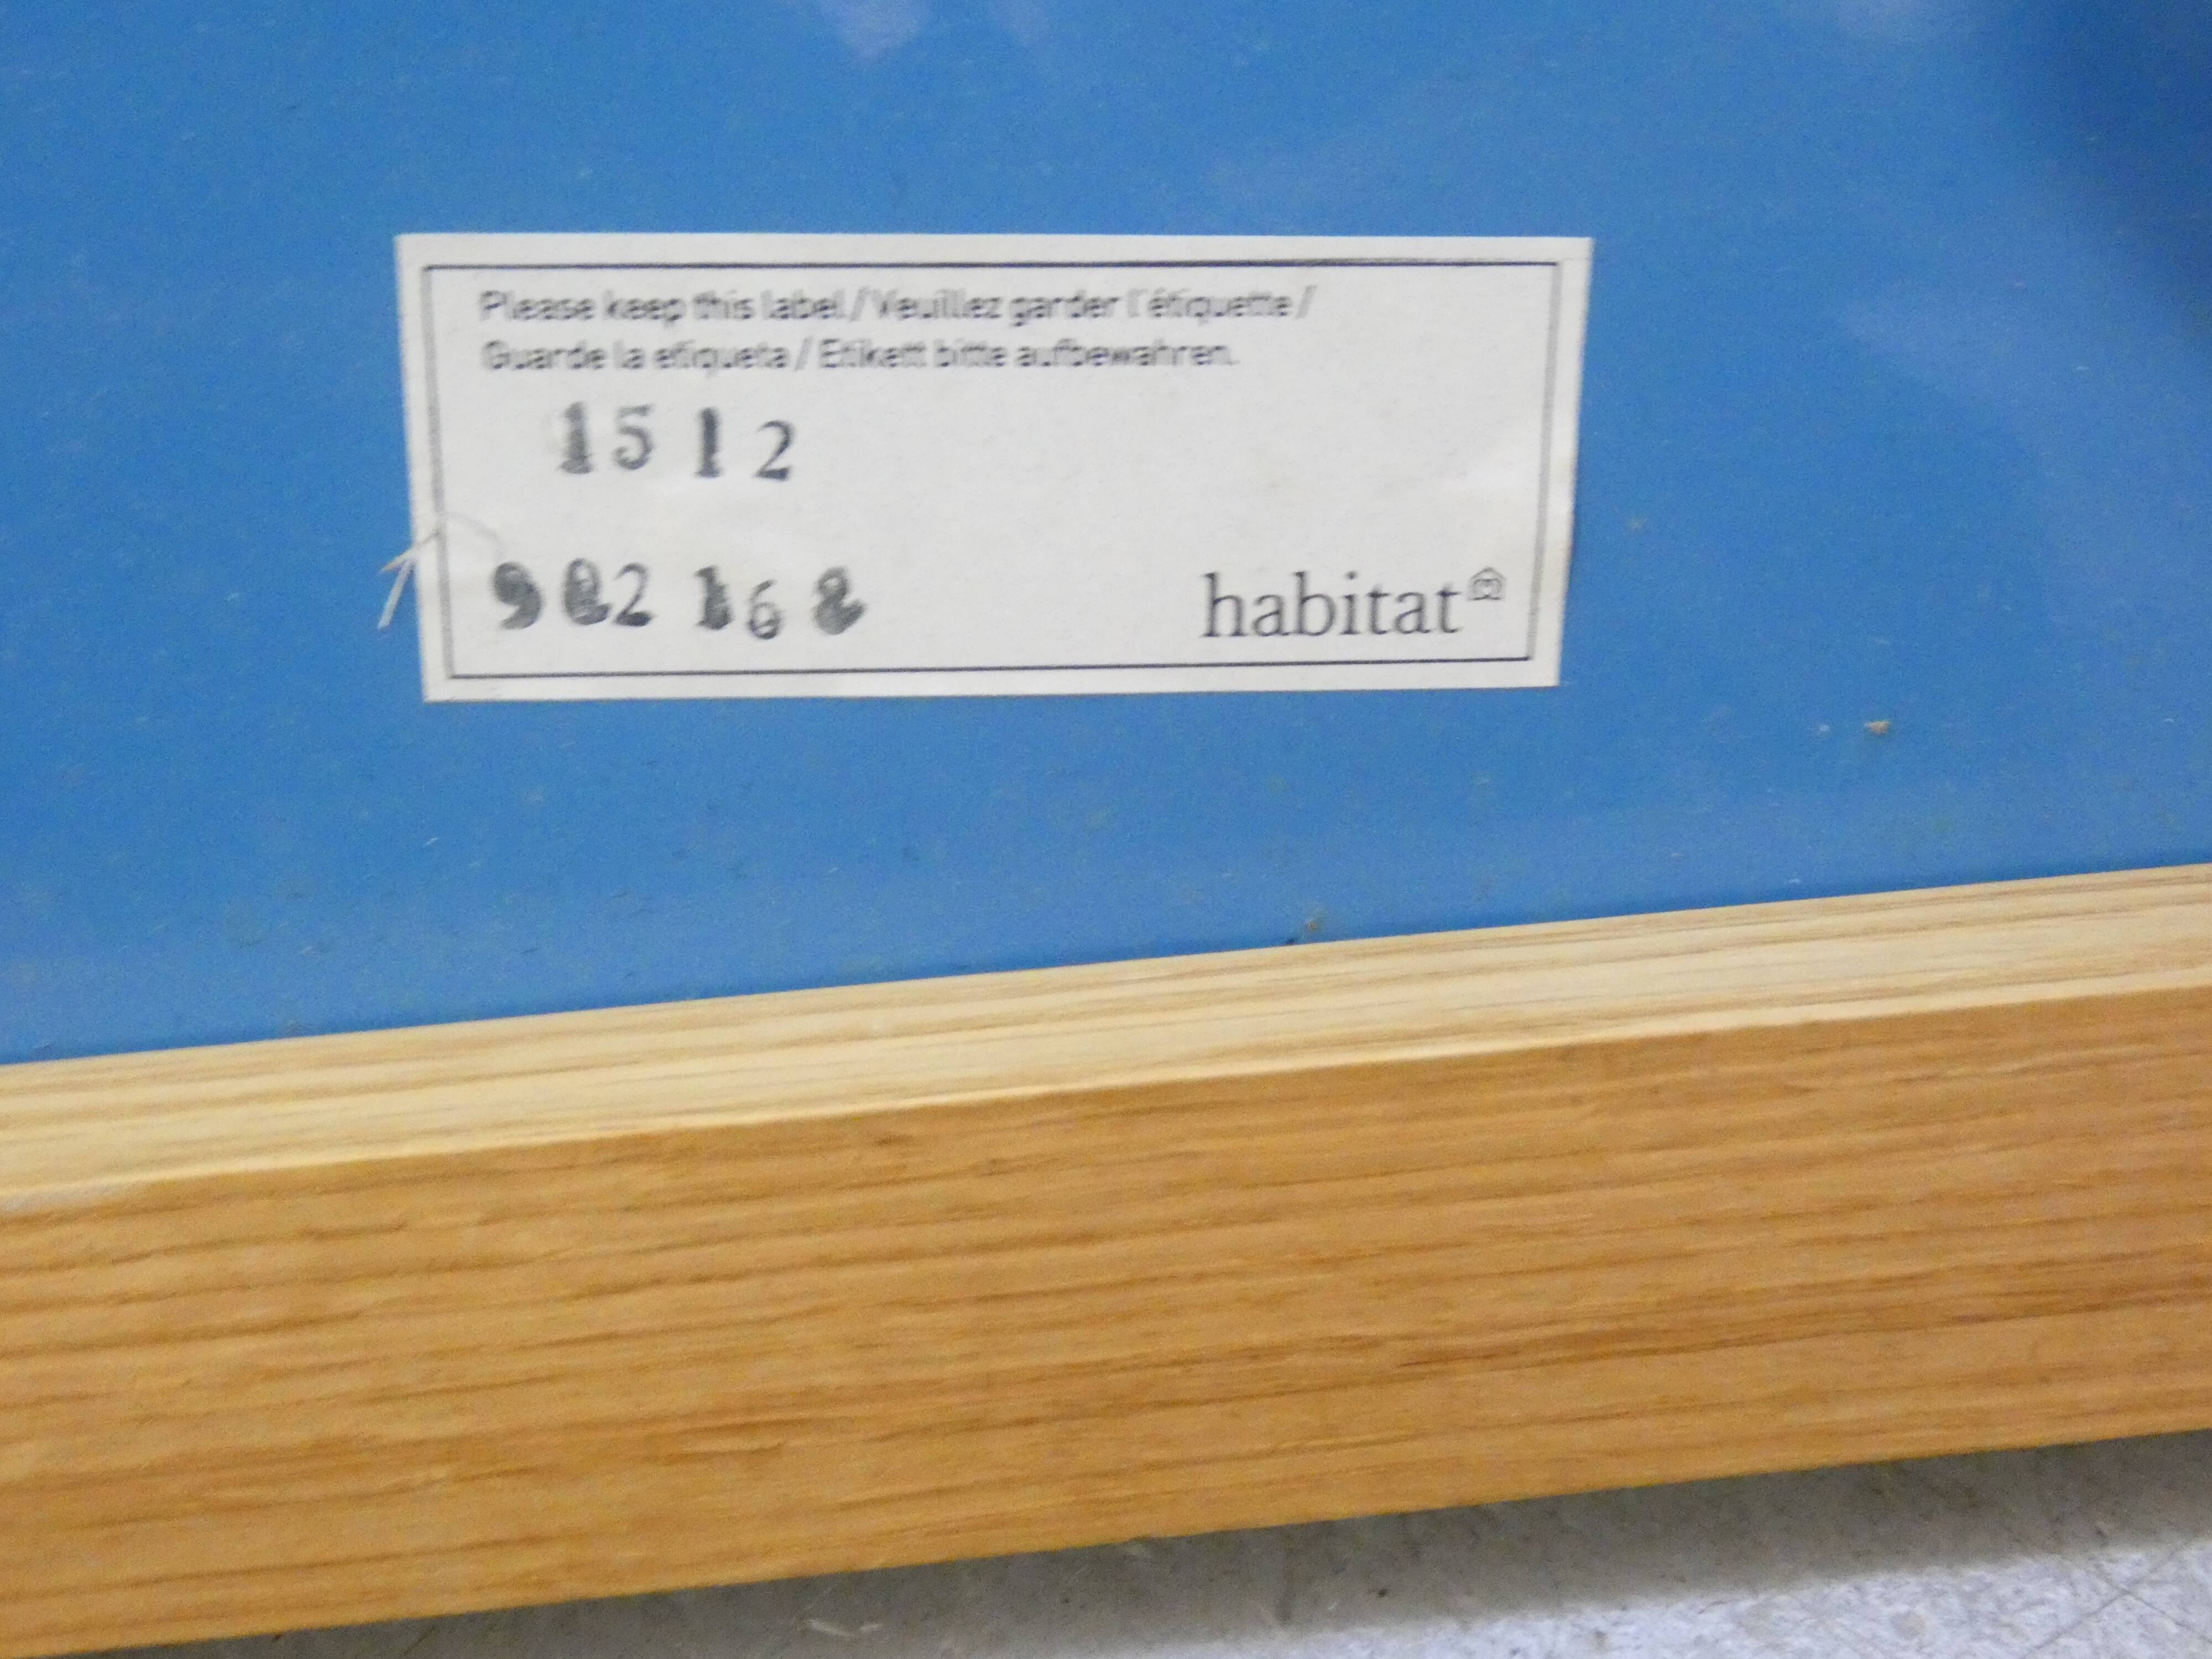 Please keep this label / Veuillez garder l'étiquette /
Guarde la etiqueta / Etikett bitte aufbewahren.
1512
habitat